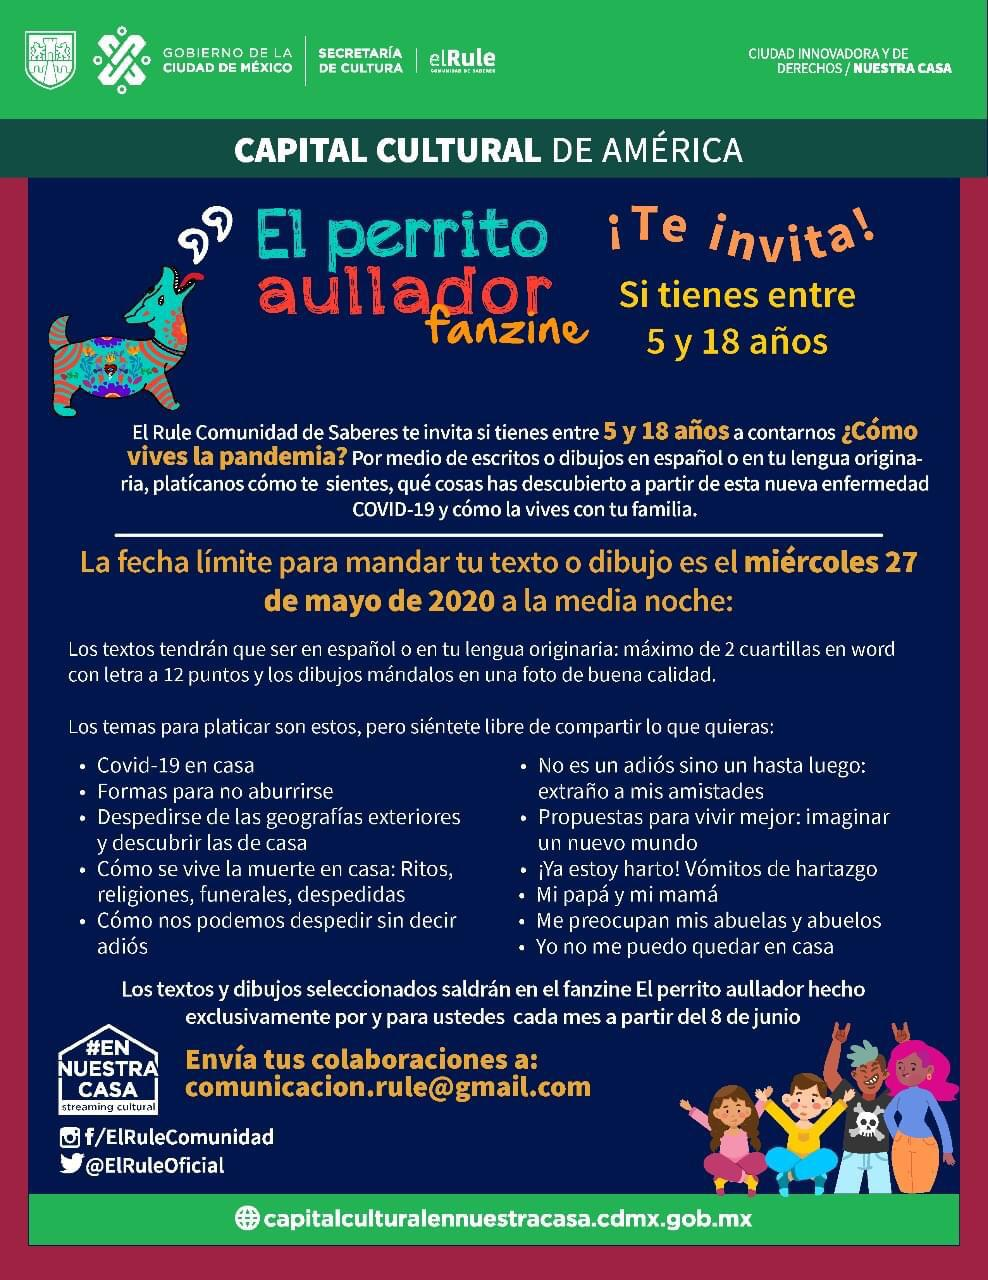 GOBIERNO DE LA
CIUDAD DE MÉXICO
SECRETARÍA
DE CULTURA
elRule
COMUNIDAD DE SABERES
CIUDAD INNOVADORA Y DE
DERECHOS / NUESTRA CASA
CAPITAL CULTURAL DE AMÉRICA
El perrito
aullador
fanzine
¡Te invita!
Si tienes entre
5 y 18 años
El Rule Comunidad de Saberes te invita si tienes entre 5 y 18 años a contarnos ¿Cómo
vives la pandemia? Por medio de escritos o dibujos en español o en tu lengua origina-
ria, platícanos cómo te sientes, qué cosas has descubierto a partir de esta nueva enfermedad
COVID-19 y cómo la vives con tu familia.
La fecha límite para mandar tu texto o dibujo es el miércoles 27
de mayo de 2020 a la media noche:
Los textos tendrán que ser en español o en tu lengua originaria: máximo de 2 cuartillas en word
con letra a 12 puntos y los dibujos mándalos en una foto de buena calidad.
Los temas para platicar son estos, pero siéntete libre de compartir lo que quieras:
• Covid-19 en casa
• Formas para no aburrirse
• Despedirse de las geografías exteriores
y descubrir las de casa
• Cómo se vive la muerte en casa: Ritos,
religiones, funerales, despedidas
• Cómo nos podemos despedir sin decir
adiós
• No es un adiós sino un hasta luego:
extraño a mis amistades
• Propuestas para vivir mejor: imaginar
un nuevo mundo
• ¡Ya estoy harto! Vómitos de hartazgo
• Mi papá y mi mamá
• Me preocupan mis abuelas y abuelos
• Yo no me puedo quedar en casa
Los textos y dibujos seleccionados saldrán en el fanzine El perrito aullador hecho
exclusivamente por y para ustedes cada mes a partir del 8 de junio
#EN
NUESTRA
CASA
streaming cultural
Envía tus colaboraciones a:
comunicacion.rule@gmail.com
f/ElRuleComunidad
@ElRuleOficial
capitalculturalennuestracasa.cdmx.gob.mx